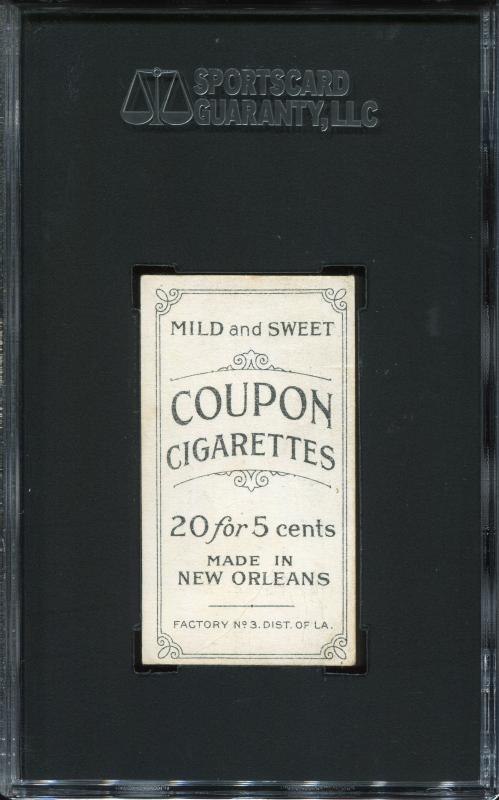 SPORTSCARD
GUARANTY, LLC
MILD and SWEET
COUPON
CIGARETTES
20 for 5 cents
MADE IN
NEW ORLEANS
FACTORY Nº 3. DIST. OF LA.